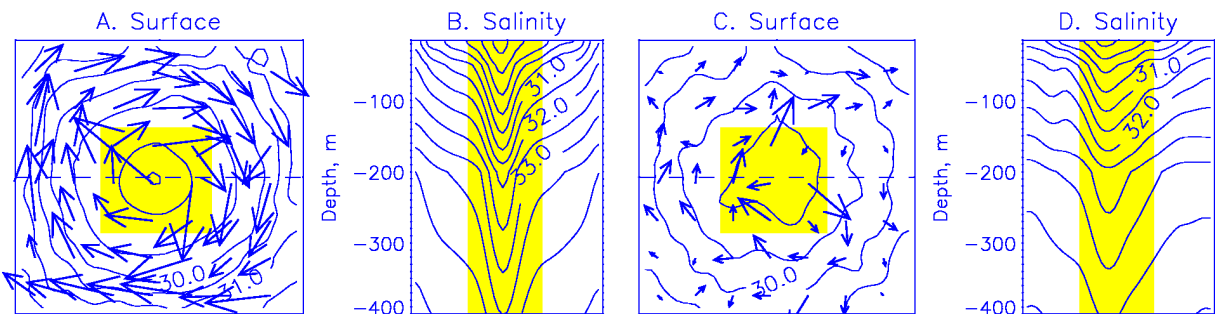 A. Surface
30.0
31.0
B. Salinity
Depth, m
-100
-200
-300
-400
31.0
32.0
33.0
C. Surface
30.0
D. Salinity
Depth, m
-100
-200
-300
-400
31.0
32.0